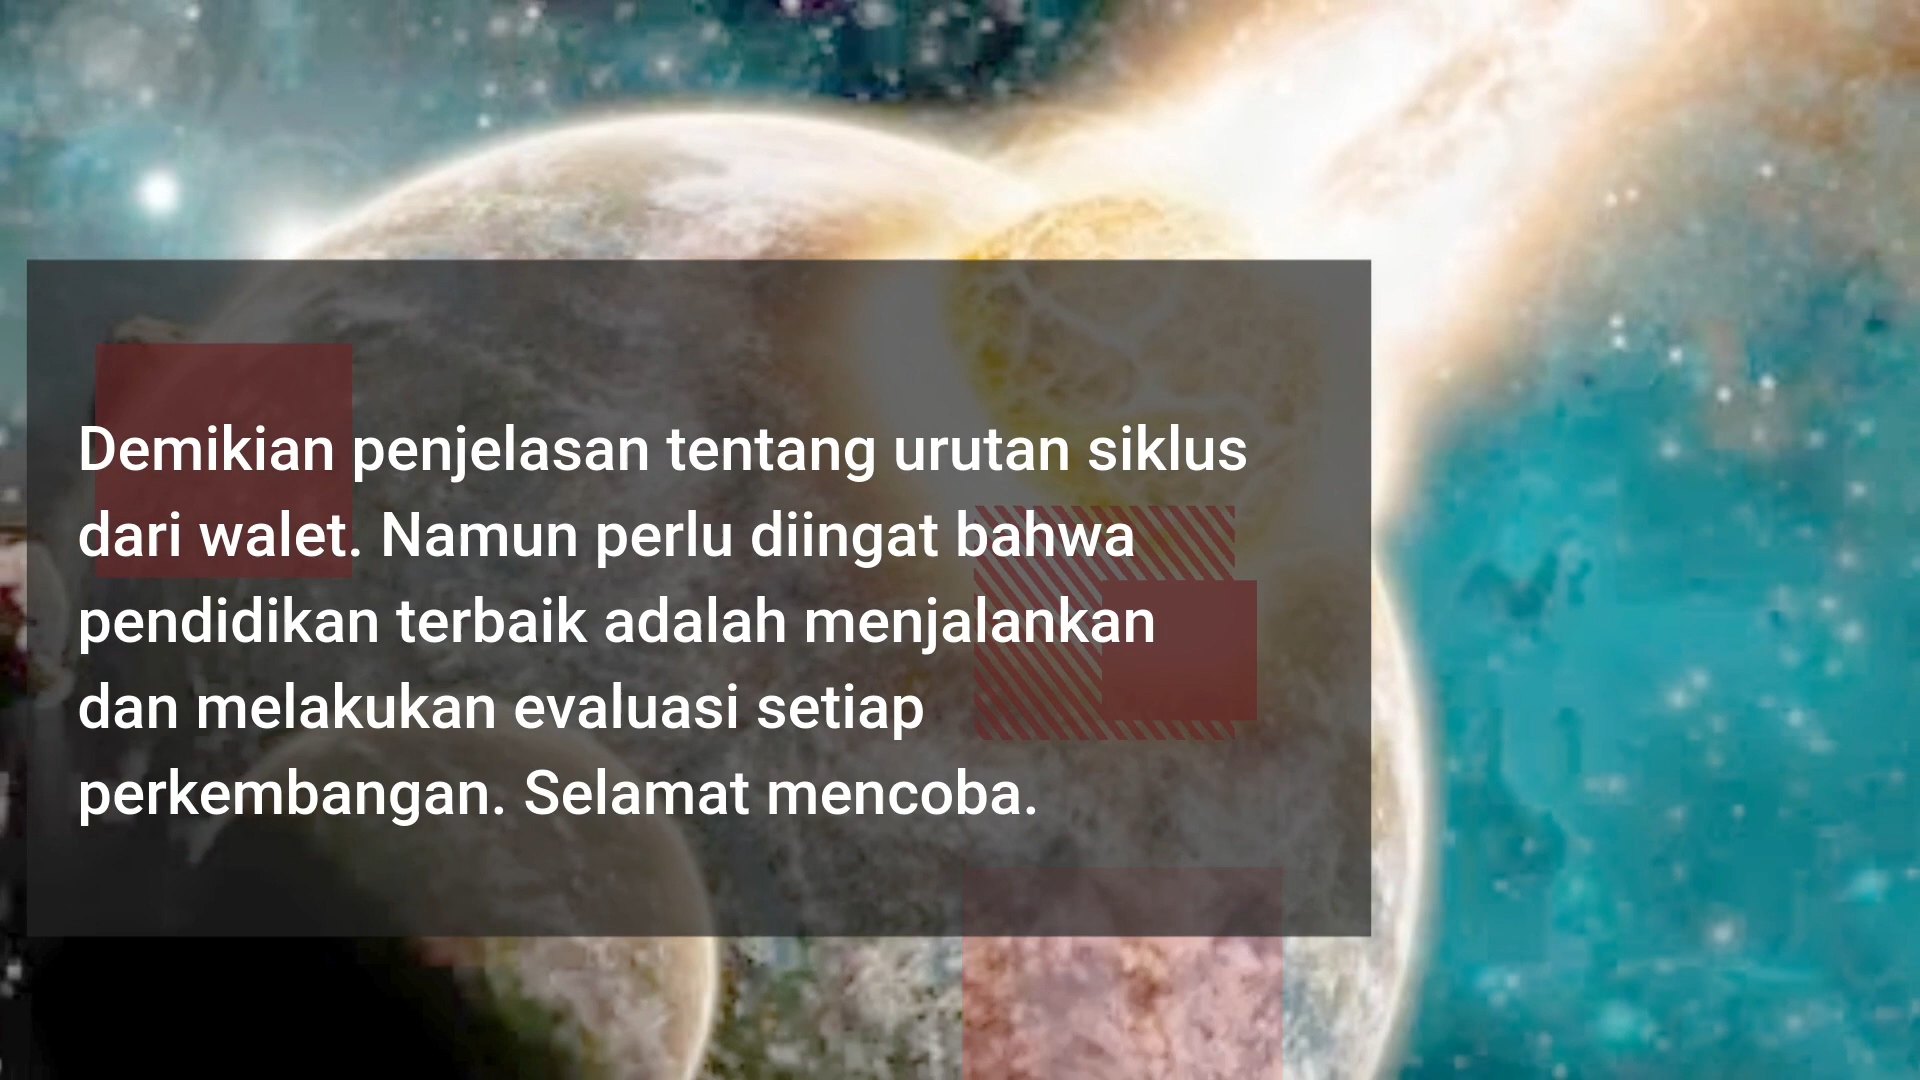 Demikian penjelasan tentang urutan siklus
dari walet. Namun perlu diingat bahwa
pendidikan terbaik adalah menjalankan
dan melakukan evaluasi setiap
perkembangan. Selamat mencoba.